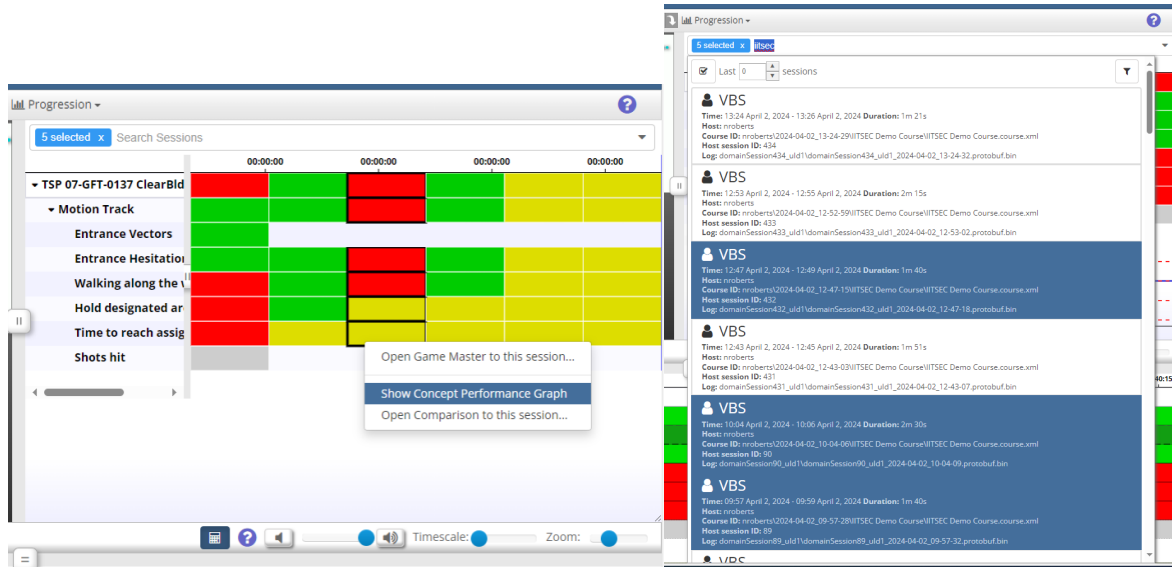 Progression
5 selected x Search Sessions
00:00:00 00:00:00 00:00:00 00:00:00
TSP 07-GFT-0137 ClearBld
Motion Track
Entrance Vectors
Entrance Hesitation
Walking along the
Hold designated ar
Time to reach assig
Shots hit
Open Game Master to this session...
Show Concept Performance Graph
Open Comparison to this session...
Timescale: Zoom:
Progression
5 selected x iitsec
Last 0 sessions
VBS
Time: 13:24 April 2, 2024 - 13:26 April 2, 2024 Duration: 1m 21s
Host: nroberts
Course ID: nroberts\2024-04-02_13-24-29\IITSEC Demo Course\IITSEC Demo Course.course.xml
Host session ID: 434
Log: domainSession434_uld1\domainSession434_uld1_2024-04-02_13-24-32.protobuf.bin
VBS
Time: 12:53 April 2, 2024 - 12:55 April 2, 2024 Duration: 2m 15s
Host: nroberts
Course ID: nroberts\2024-04-02_12-52-59\IITSEC Demo Course\IITSEC Demo Course.course.xml
Host session ID: 433
Log: domainSession433_uld1\domainSession433_uld1_2024-04-02_12-53-02.protobuf.bin
VBS
Time: 12:47 April 2, 2024 - 12:49 April 2, 2024 Duration: 1m 40s
Host: nroberts
Course ID: nroberts\2024-04-02_12-47-15\IITSEC Demo Course\IITSEC Demo Course.course.xml
Host session ID: 432
Log: domainSession432_uld1\domainSession432_uld1_2024-04-02_12-47-18.protobuf.bin
VBS
Time: 12:43 April 2, 2024 - 12:45 April 2, 2024 Duration: 1m 51s
Host: nroberts
Course ID: nroberts\2024-04-02_12-43-03\IITSEC Demo Course\IITSEC Demo Course.course.xml
Host session ID: 431
Log: domainSession431_uld1\domainSession431_uld1_2024-04-02_12-43-07.protobuf.bin
40:15
VBS
Time: 10:04 April 2, 2024 - 10:06 April 2, 2024 Duration: 2m 30s
Host: nroberts
Course ID: nroberts\2024-04-02_10-04-06\IITSEC Demo Course\IITSEC Demo Course.course.xml
Host session ID: 90
Log: domainSession90_uld1\domainSession90_uld1_2024-04-02_10-04-09.protobuf.bin
VBS
Time: 09:57 April 2, 2024 - 09:59 April 2, 2024 Duration: 1m 40s
Host: nroberts
Course ID: nroberts\2024-04-02_09-57-28\IITSEC Demo Course\IITSEC Demo Course.course.xml
Host session ID: 89
Log: domainSession89_uld1\domainSession89_uld1_2024-04-02_09-57-32.protobuf.bin
VBS